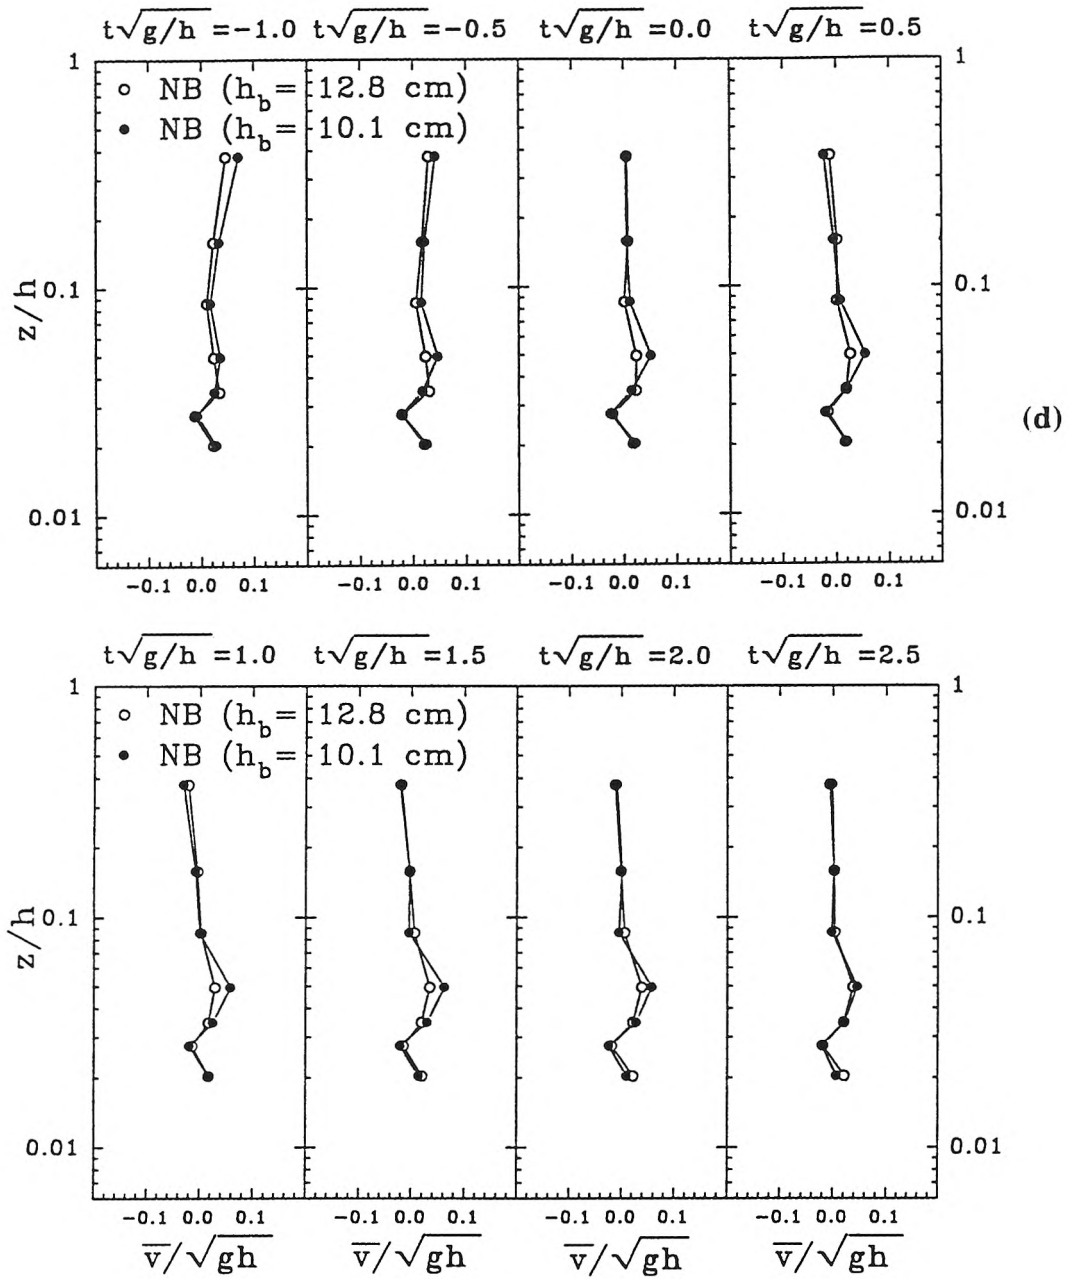 t√g/h =−1.0 t√g/h =−0.5 t√g/h =0.0 t√g/h =0.5
1 1
○ NB (h_b= 12.8 cm)
● NB (h_b= 10.1 cm)
z/h 0.1 0.1
(d)
0.01 0.01
−0.1 0.0 0.1 −0.1 0.0 0.1 −0.1 0.0 0.1 −0.1 0.0 0.1
t√g/h =1.0 t√g/h =1.5 t√g/h =2.0 t√g/h =2.5
1 1
○ NB (h_b= 12.8 cm)
● NB (h_b= 10.1 cm)
z/h 0.1 0.1
0.01 0.01
−0.1 0.0 0.1 −0.1 0.0 0.1 −0.1 0.0 0.1 −0.1 0.0 0.1
v̅/√gh v̅/√gh v̅/√gh v̅/√gh